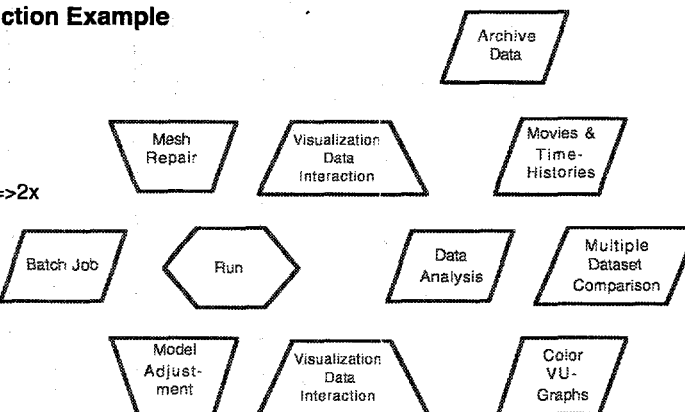 ction Example
Archive
Data
Mesh
Repair
Visualization
Data
Interaction
Movies &
Time-
Histories
=>2x
Batch Job
Run
Data
Analysis
Multiple
Dataset
Comparison
Model
Adjust-
ment
Visualization
Data
Interaction
Color
VU-
Graphs